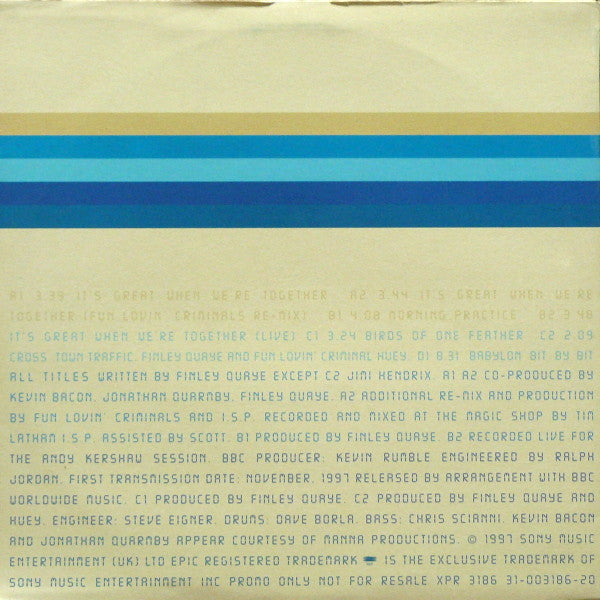 A1 3.39 IT'S GREAT WHEN WE'RE TOGETHER A2 3.44 IT'S GREAT WHEN WE'RE
TOGETHER (FUN LOVIN' CRIMINALS RE-MIX) B1 4.08 MORNING PRACTICE B2 3.48
IT'S GREAT WHEN WE'RE TOGETHER (LIVE) C1 3.24 BIRDS OF ONE FEATHER C2 2.09
CROSS TOWN TRAFFIC. FINLEY QUAYE AND FUN LOVIN' CRIMINAL HUEY. D1 8.31 BABYLON BIT BY BIT
ALL TITLES WRITTEN BY FINLEY QUAYE EXCEPT C2 JIMI HENDRIX. A1 A2 CO-PRODUCED BY
KEVIN BACON. JONATHAN QUARMBY. FINLEY QUAYE. A2 ADDITIONAL RE-MIX AND PRODUCTION
BY FUN LOVIN' CRIMINALS AND I.S.P. RECORDED AND MIXED AT THE MAGIC SHOP BY TIM
LATHAM I.S.P. ASSISTED BY SCOTT. B1 PRODUCED BY FINLEY QUAYE. B2 RECORDED LIVE FOR
THE ANDY KERSHAW SESSION. BBC PRODUCER: KEVIN RUMBLE ENGINEERED BY RALPH
JORDAN. FIRST TRANSMISSION DATE: NOVEMBER. 1997 RELEASED BY ARRANGEMENT WITH BBC
WORLDWIDE MUSIC. C1 PRODUCED BY FINLEY QUAYE. C2 PRODUCED BY FINLEY QUAYE AND
HUEY. ENGINEER: STEVE EIGNER. DRUMS: DAVE BORLA. BASS: CHRIS SCIANNI. KEVIN BACON
AND JONATHAN QUARMBY APPEAR COURTESY OF MANNA PRODUCTIONS. © 1997 SONY MUSIC
ENTERTAINMENT (UK) LTD EPIC REGISTERED TRADEMARK IS THE EXCLUSIVE TRADEMARK OF
SONY MUSIC ENTERTAINMENT INC PROMO ONLY NOT FOR RESALE XPR 3186 31-003186-20